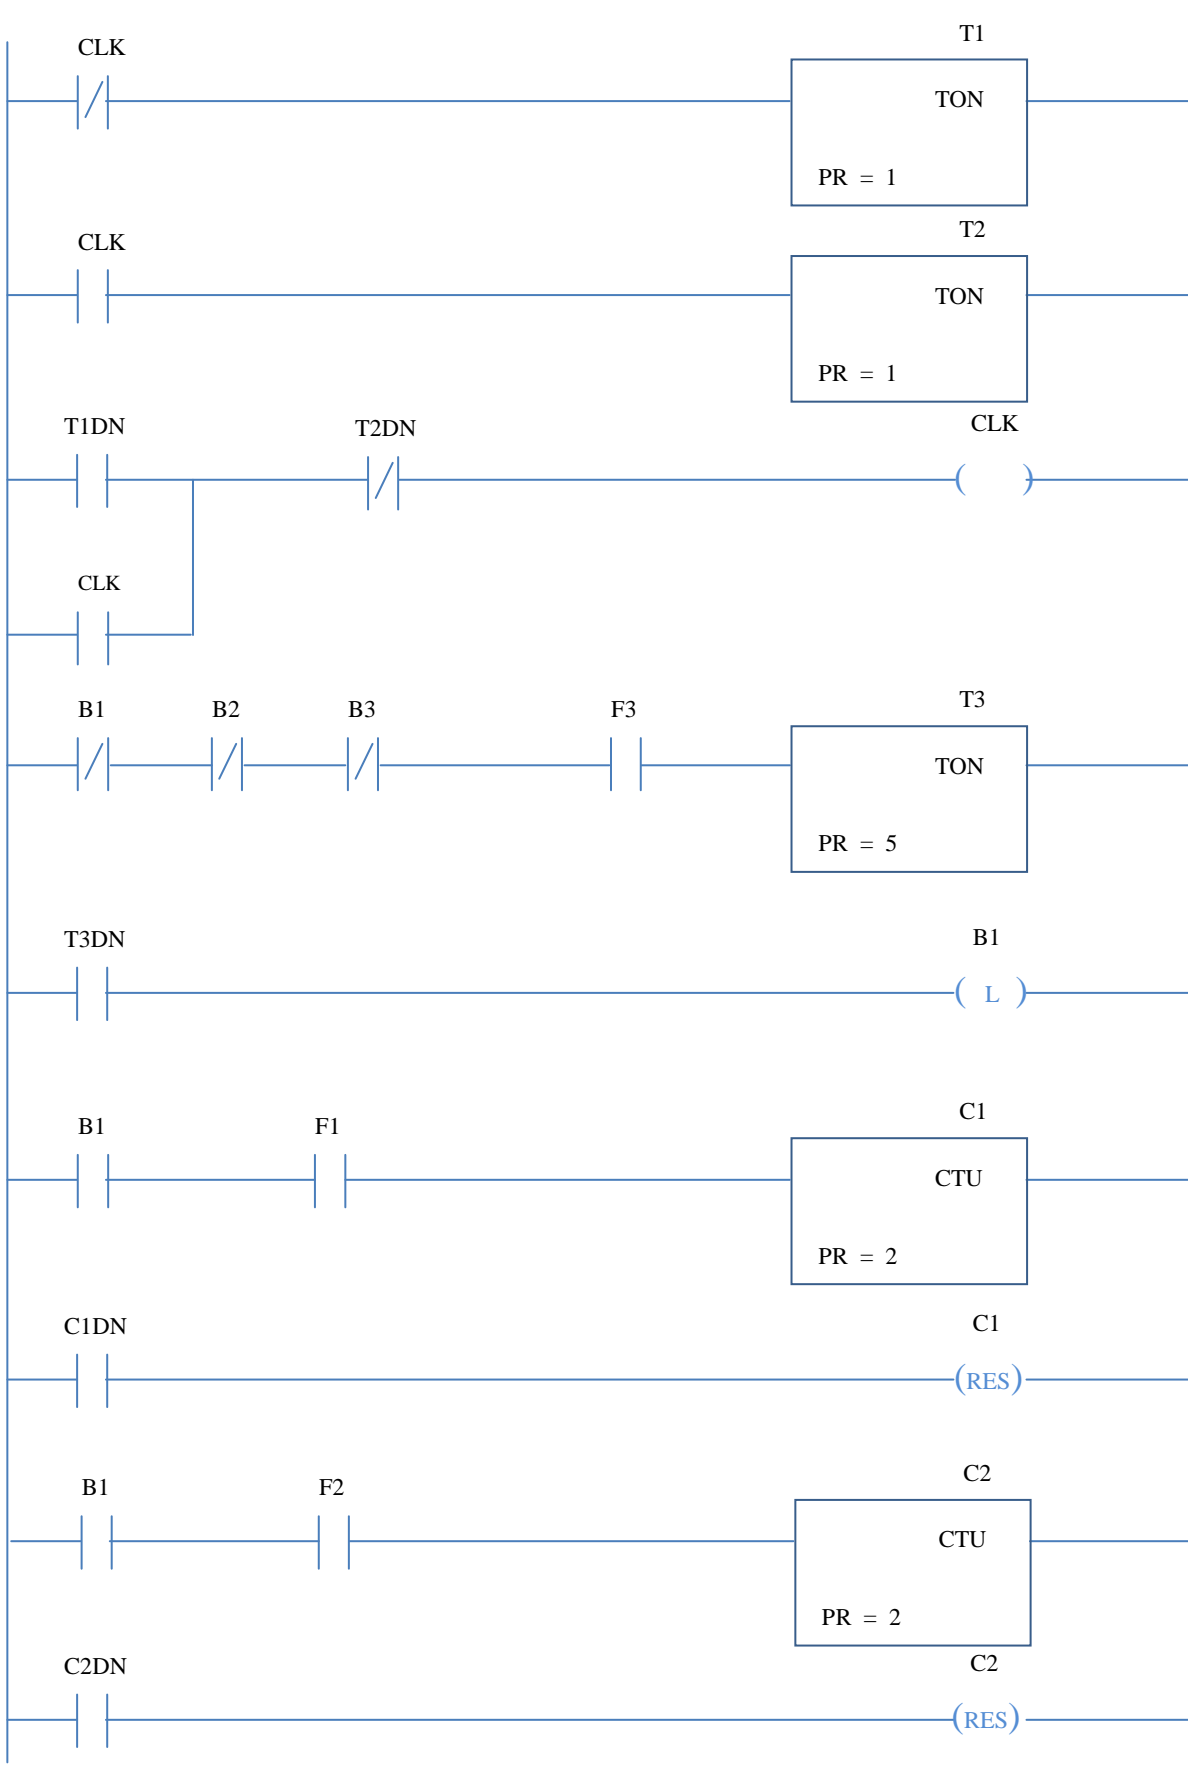 CLK T1
TON
PR = 1
CLK T2
TON
PR = 1
T1DN T2DN CLK
( )
CLK
B1 B2 B3 F3 T3
TON
PR = 5
T3DN B1
( L )
B1 F1 C1
CTU
PR = 2
C1DN C1
(RES)
B1 F2 C2
CTU
PR = 2
C2DN C2
(RES)